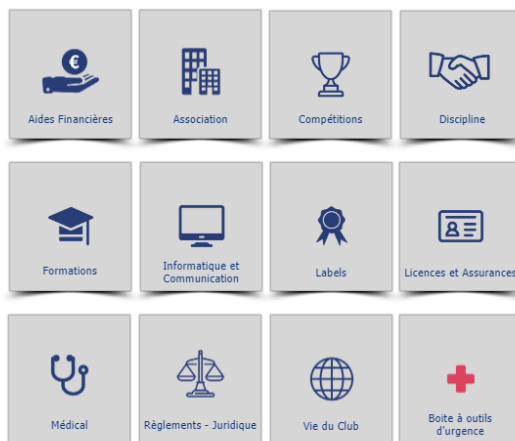 €
Aides Financières
Association
Compétitions
Discipline
Formations
Informatique et
Communication
Labels
Licences et Assurances
Médical
Règlements - Juridique
Vie du Club
Boite à outils
d'urgence